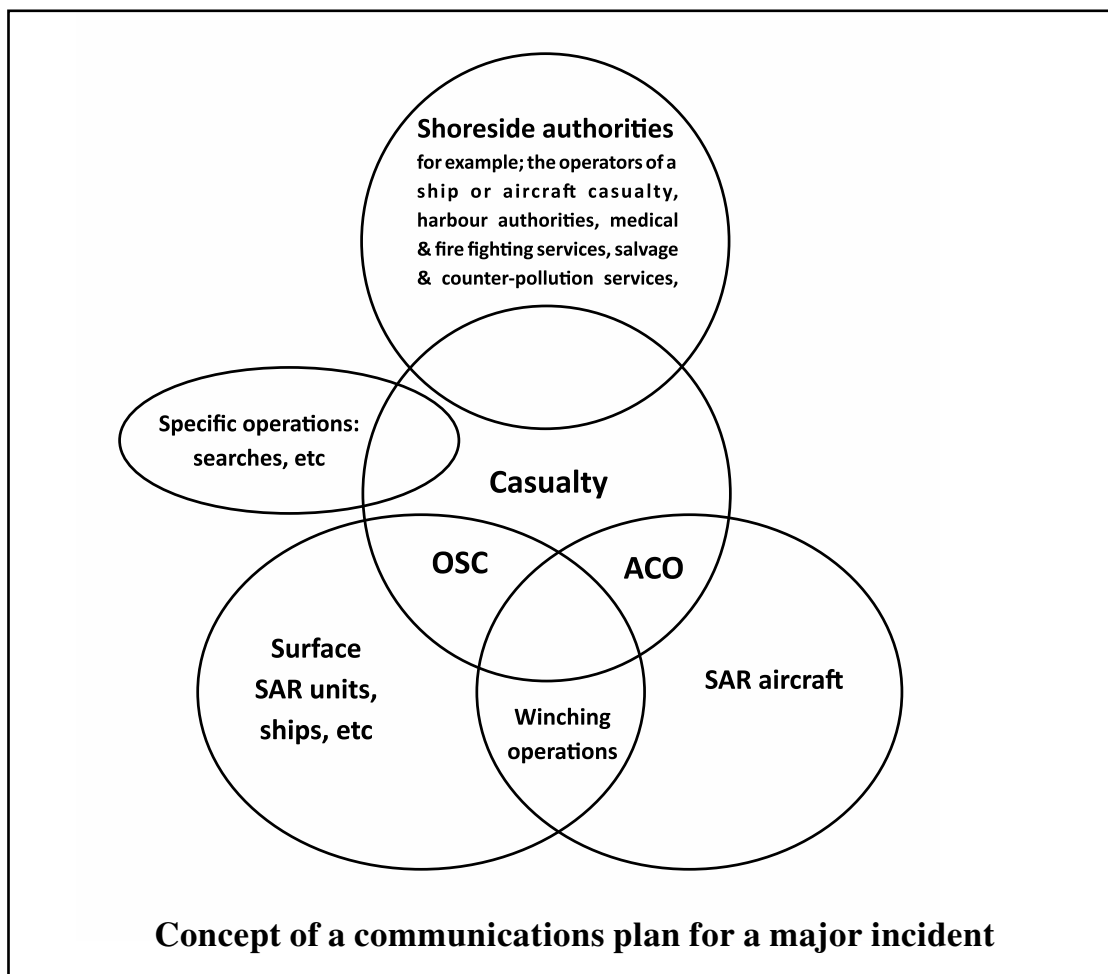 Shoreside authorities
for example; the operators of a
ship or aircraft casualty,
harbour authorities, medical
& fire fighting services, salvage
& counter-pollution services,
Specific operations:
searches, etc
Casualty
OSC
ACO
Surface
SAR units,
ships, etc
SAR aircraft
Winching
operations
Concept of a communications plan for a major incident